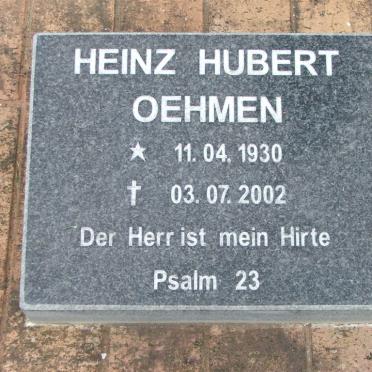 HEINZ HUBERT
OEHMEN
★ 11. 04. 1930
✝ 03. 07. 2002
Der Herr ist mein Hirte
Psalm 23